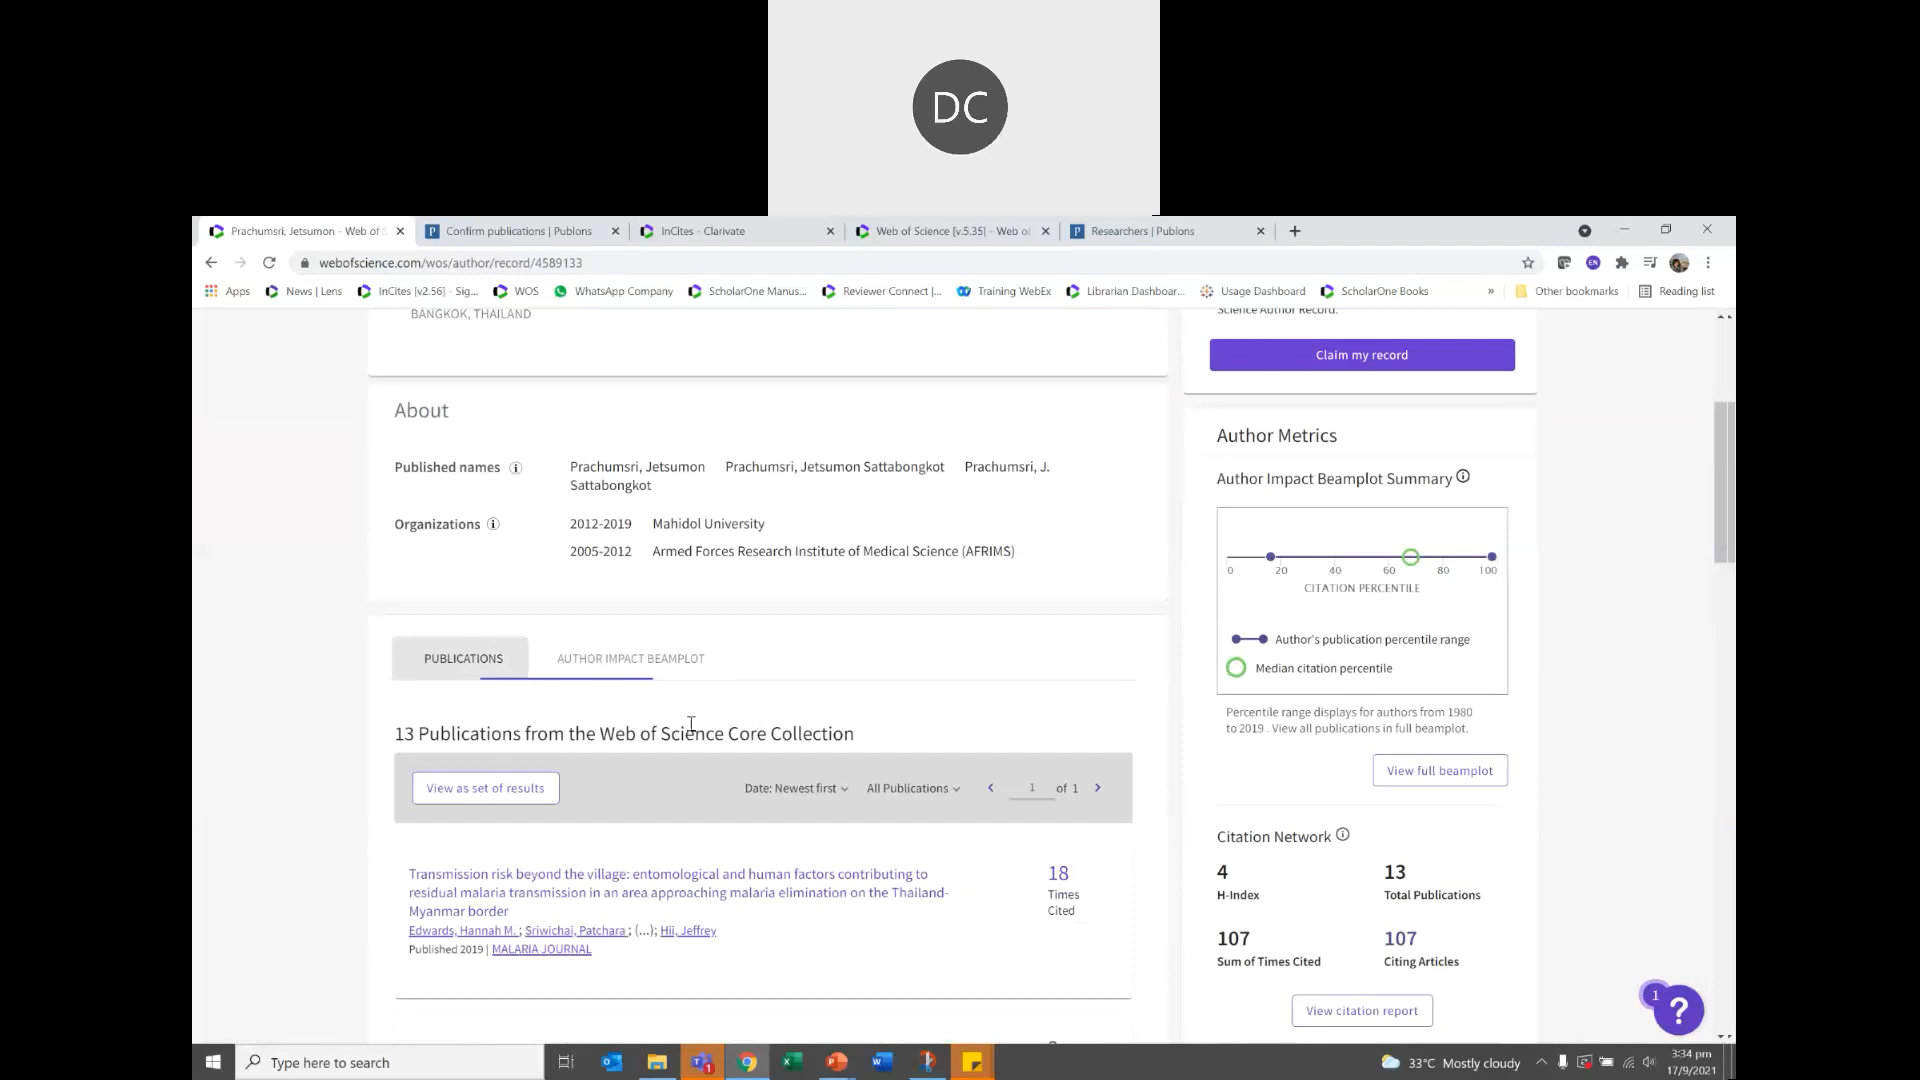 DC
Prachumsri, Jetsumon - Web of S
Confirm publications | Publons
InCites - Clarivate
Web of Science [v.5.35] - Web of
Researchers | Publons
webofscience.com/wos/author/record/4589133
EN
Apps
News | Lens
InCites [v2.56] - Sig...
WOS
WhatsApp Company
ScholarOne Manus...
Reviewer Connect |...
Training WebEx
Librarian Dashboar...
Usage Dashboard
ScholarOne Books
»
Other bookmarks
Reading list
BANGKOK, THAILAND
Science Author Record.
Claim my record
About
Published names
Prachumsri, Jetsumon Prachumsri, Jetsumon Sattabongkot Prachumsri, J.
Sattabongkot
Organizations
2012-2019 Mahidol University
2005-2012 Armed Forces Research Institute of Medical Science (AFRIMS)
PUBLICATIONS
AUTHOR IMPACT BEAMPLOT
13 Publications from the Web of Science Core Collection
View as set of results
Date: Newest first
All Publications
1 of 1
Transmission risk beyond the village: entomological and human factors contributing to
residual malaria transmission in an area approaching malaria elimination on the Thailand-
Myanmar border
Edwards, Hannah M. ; Sriwichai, Patchara ; (...); Hii, Jeffrey
Published 2019 | MALARIA JOURNAL
18
Times
Cited
Author Metrics
Author Impact Beamplot Summary
0 20 40 60 80 100
CITATION PERCENTILE
Author's publication percentile range
Median citation percentile
Percentile range displays for authors from 1980
to 2019 . View all publications in full beamplot.
View full beamplot
Citation Network
4
H-Index
13
Total Publications
107
Sum of Times Cited
107
Citing Articles
View citation report
1
?
Type here to search
1
33°C Mostly cloudy
3:34 pm
17/9/2021